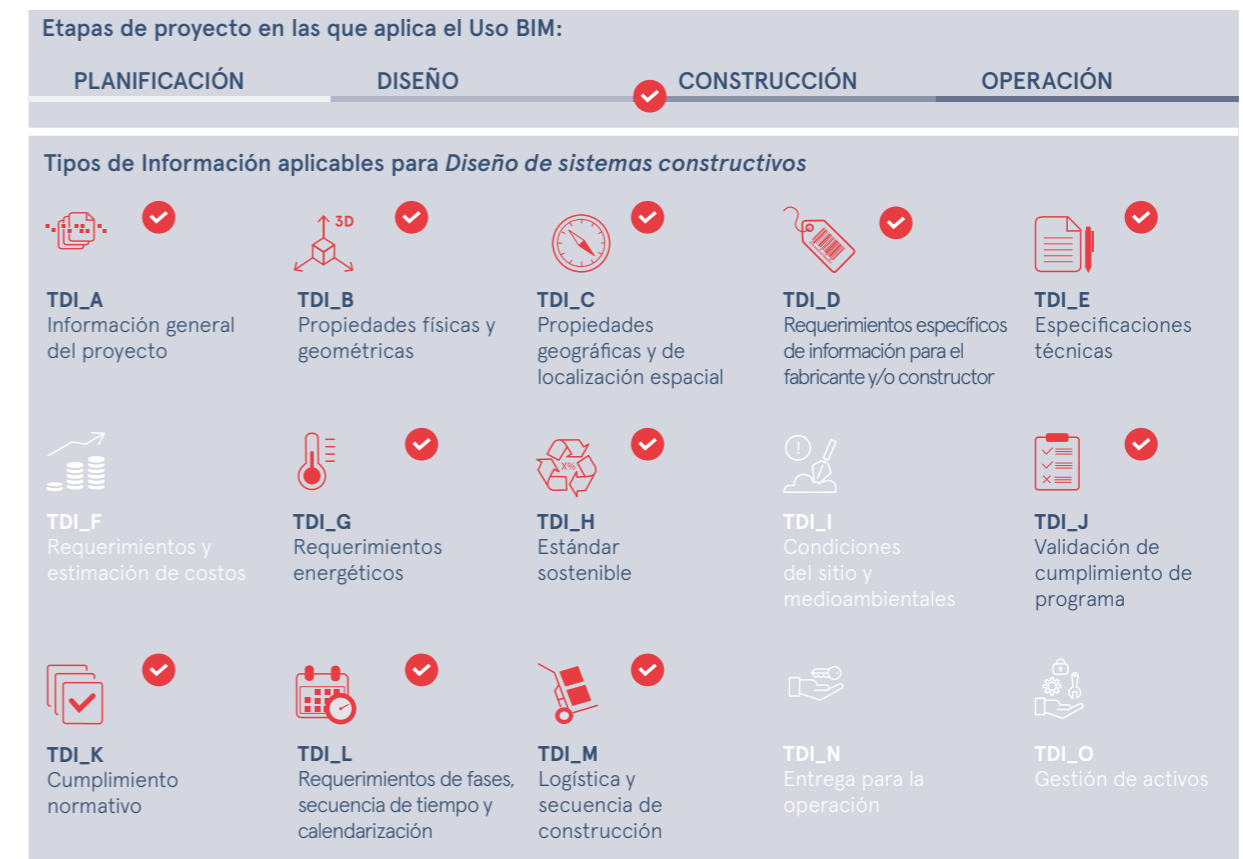 Etapas de proyecto en las que aplica el Uso BIM:
PLANIFICACIÓN
DISEÑO
CONSTRUCCIÓN
OPERACIÓN
Tipos de Información aplicables para Diseño de sistemas constructivos
TDI_A
Información general
del proyecto
3D
TDI_B
Propiedades físicas y
geométricas
TDI_C
Propiedades
geográficas y de
localización espacial
TDI_D
Requerimientos específicos
de información para el
fabricante y/o constructor
TDI_E
Especificaciones
técnicas
TDI_F
Requerimientos y
estimación de costos
TDI_G
Requerimientos
energéticos
X%
TDI_H
Estándar
sostenible
!
TDI_I
Condiciones
del sitio y
medioambientales
TDI_J
Validación de
cumplimiento de
programa
TDI_K
Cumplimiento
normativo
TDI_L
Requerimientos de fases,
secuencia de tiempo y
calendarización
TDI_M
Logística y
secuencia de
construcción
TDI_N
Entrega para la
operación
TDI_O
Gestión de activos